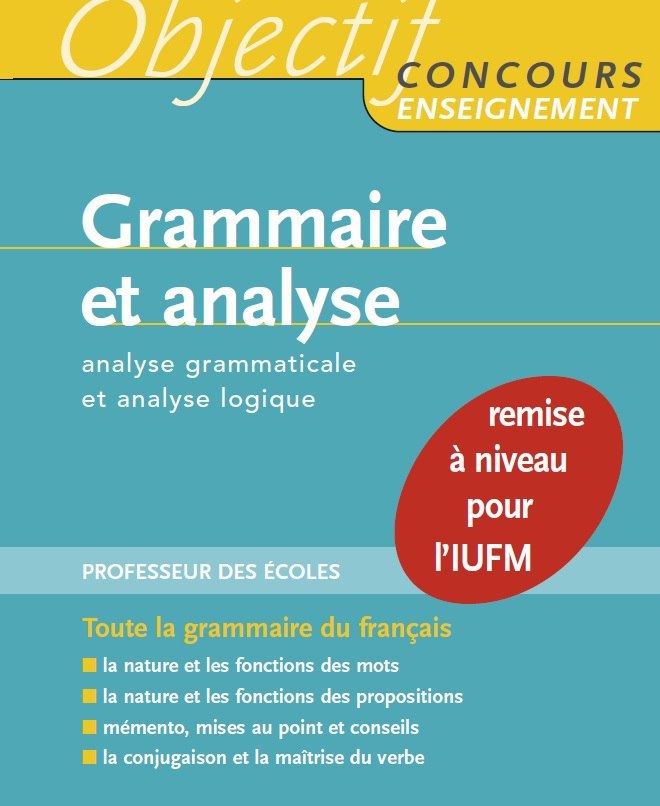 Objectif
CONCOURS
ENSEIGNEMENT
Grammaire
et analyse
analyse grammaticale
et analyse logique
remise
à niveau
pour
l'IUFM
PROFESSEUR DES ÉCOLES
Toute la grammaire du français
la nature et les fonctions des mots
la nature et les fonctions des propositions
mémento, mises au point et conseils
la conjugaison et la maîtrise du verbe